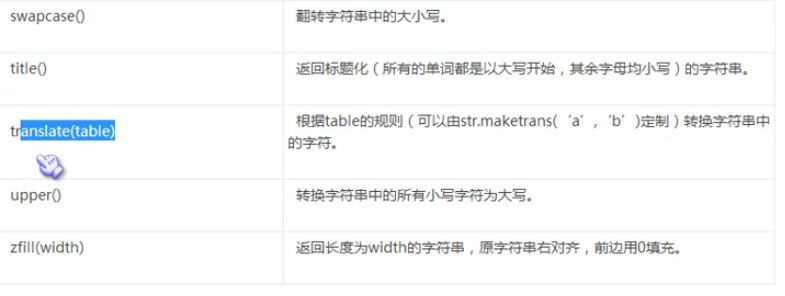 swapcase()
翻转字符串中的大小写。
title()
返回标题化（所有的单词都是以大写开始，其余字母均小写）的字符串。
translate(table)
根据table的规则（可以由str.maketrans(‘a’,‘b’)定制）转换字符串中
的字符。
upper()
转换字符串中的所有小写字符为大写。
zfill(width)
返回长度为width的字符串，原字符串右对齐，前边用0填充。